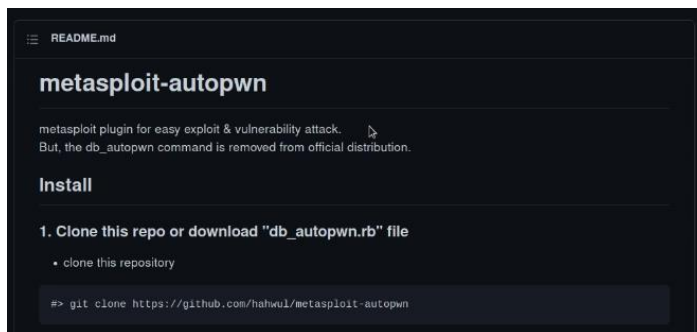 README.md
metasploit-autopwn
metasploit plugin for easy exploit & vulnerability attack.
But, the db_autopwn command is removed from official distribution.
Install
1. Clone this repo or download "db_autopwn.rb" file
• clone this repository
#> git clone https://github.com/hahwul/metasploit-autopwn